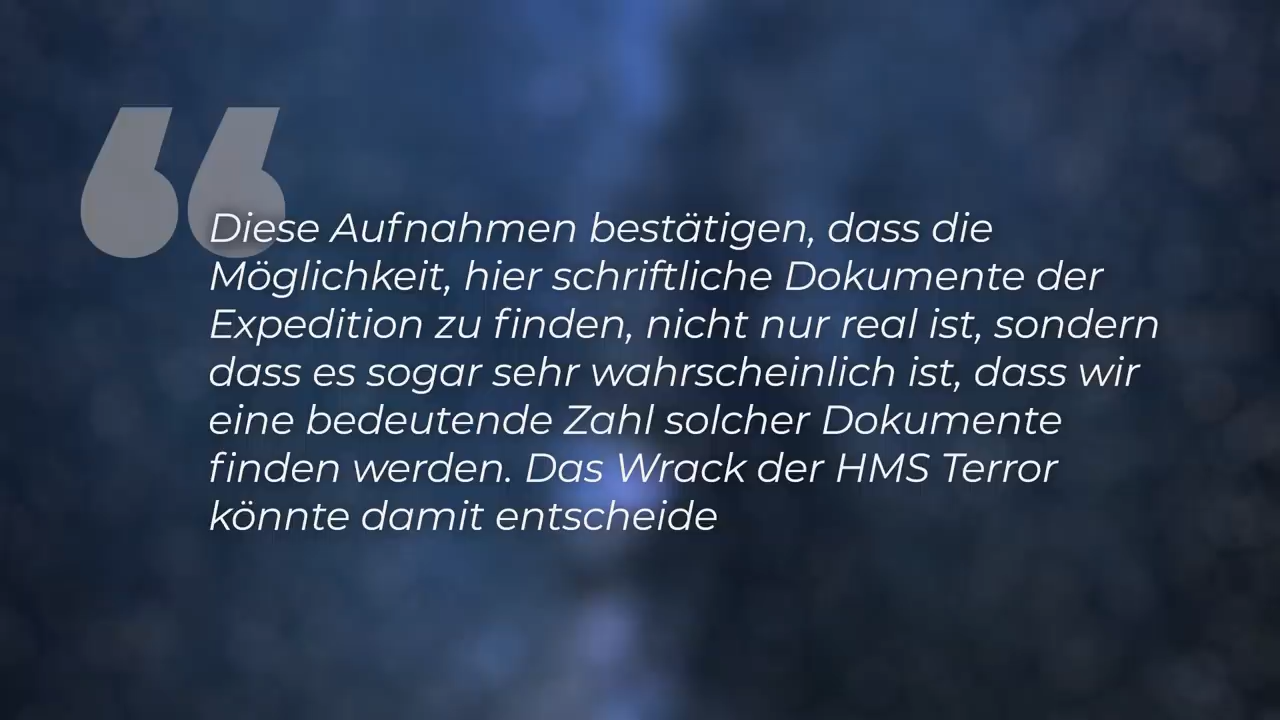 “
Diese Aufnahmen bestätigen, dass die
Möglichkeit, hier schriftliche Dokumente der
Expedition zu finden, nicht nur real ist, sondern
dass es sogar sehr wahrscheinlich ist, dass wir
eine bedeutende Zahl solcher Dokumente
finden werden. Das Wrack der HMS Terror
könnte damit entscheide